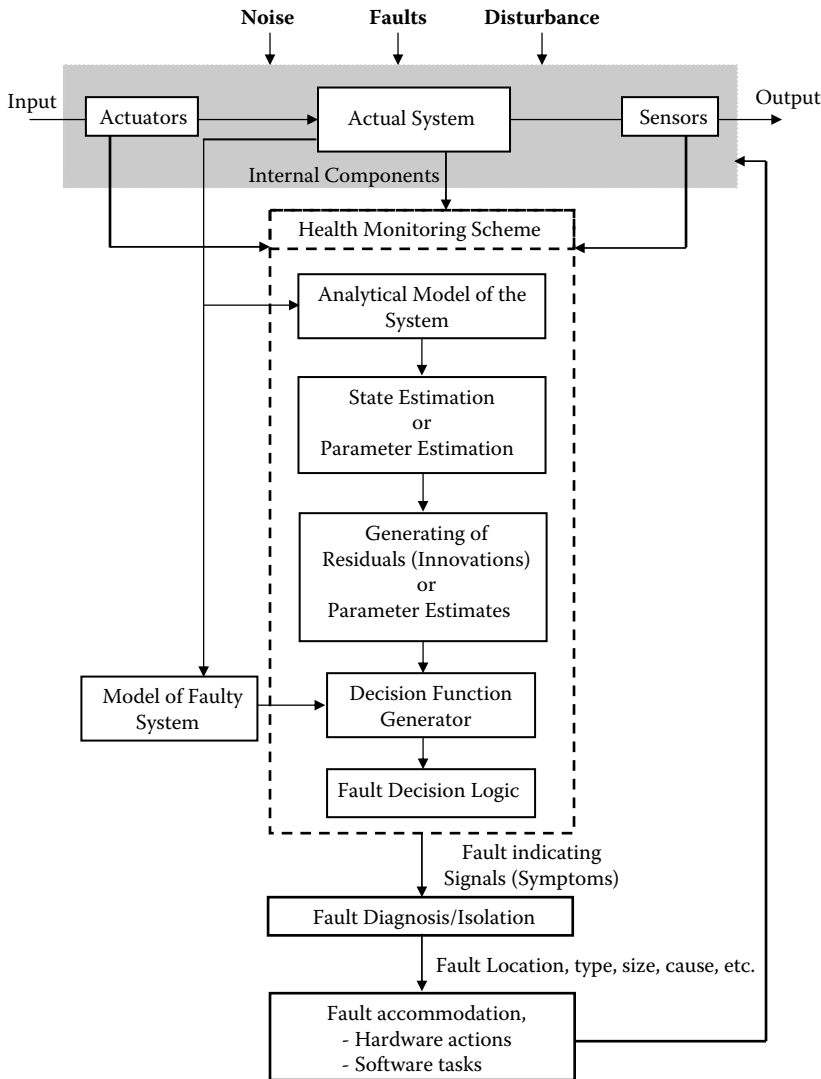 Noise
Faults
Disturbance
Input
Actuators
Actual System
Sensors
Output
Internal Components
Health Monitoring Scheme
Analytical Model of the
System
State Estimation
or
Parameter Estimation
Generating of
Residuals (Innovations)
or
Parameter Estimates
Model of Faulty
System
Decision Function
Generator
Fault Decision Logic
Fault indicating
Signals (Symptoms)
Fault Diagnosis/Isolation
Fault Location, type, size, cause, etc.
Fault accommodation,
- Hardware actions
- Software tasks